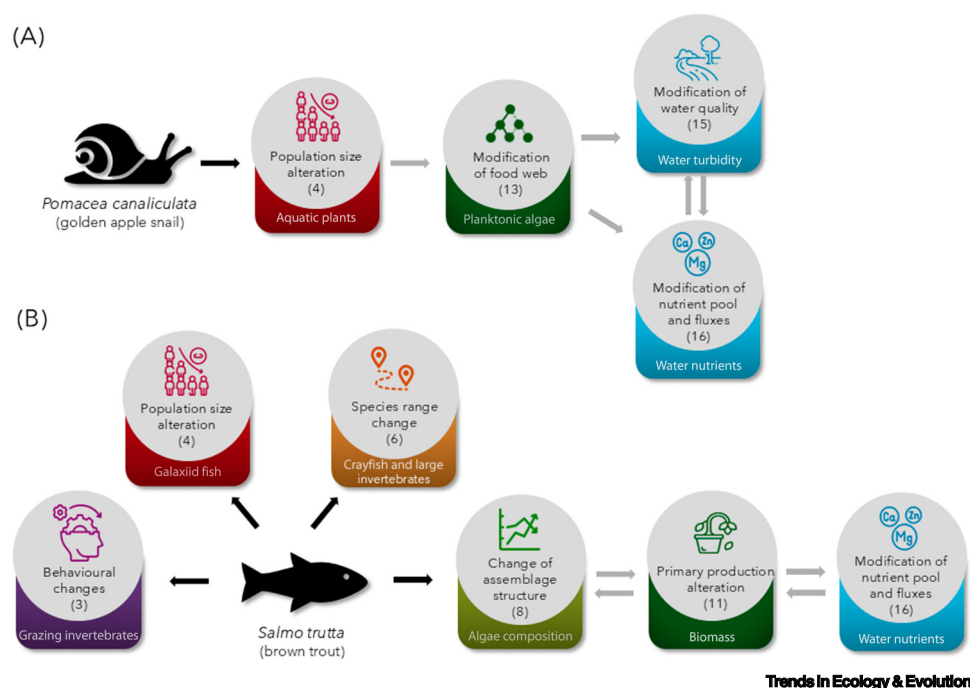 (A)
Pomacea canaliculata
(golden apple snail)
Population size
alteration
(4)
Aquatic plants
Modification
of food web
(13)
Planktonic algae
Modification of
water quality
(15)
Water turbidity
Ca
Zn
Mg
Modification of
nutrient pool
and fluxes
(16)
Water nutrients
(B)
Population size
alteration
(4)
Galaxiid fish
Species range
change
(6)
Crayfish and large
invertebrates
Behavioural
changes
(3)
Grazing invertebrates
Salmo trutta
(brown trout)
Change of
assemblage
structure
(8)
Algae composition
Primary production
alteration
(11)
Biomass
Ca
Zn
Mg
Modification of
nutrient pool
and fluxes
(16)
Water nutrients
Trends in Ecology & Evolution